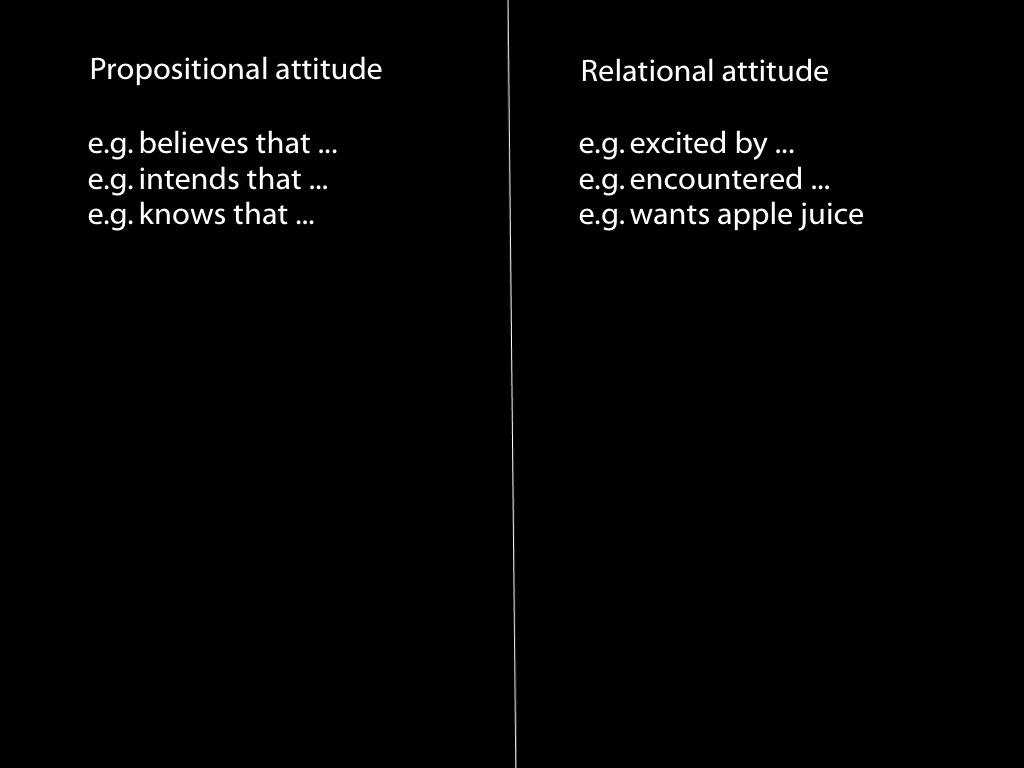 Propositional attitude
e.g. believes that ...
e.g. intends that ...
e.g. knows that ...
Relational attitude
e.g. excited by ...
e.g. encountered ...
e.g. wants apple juice